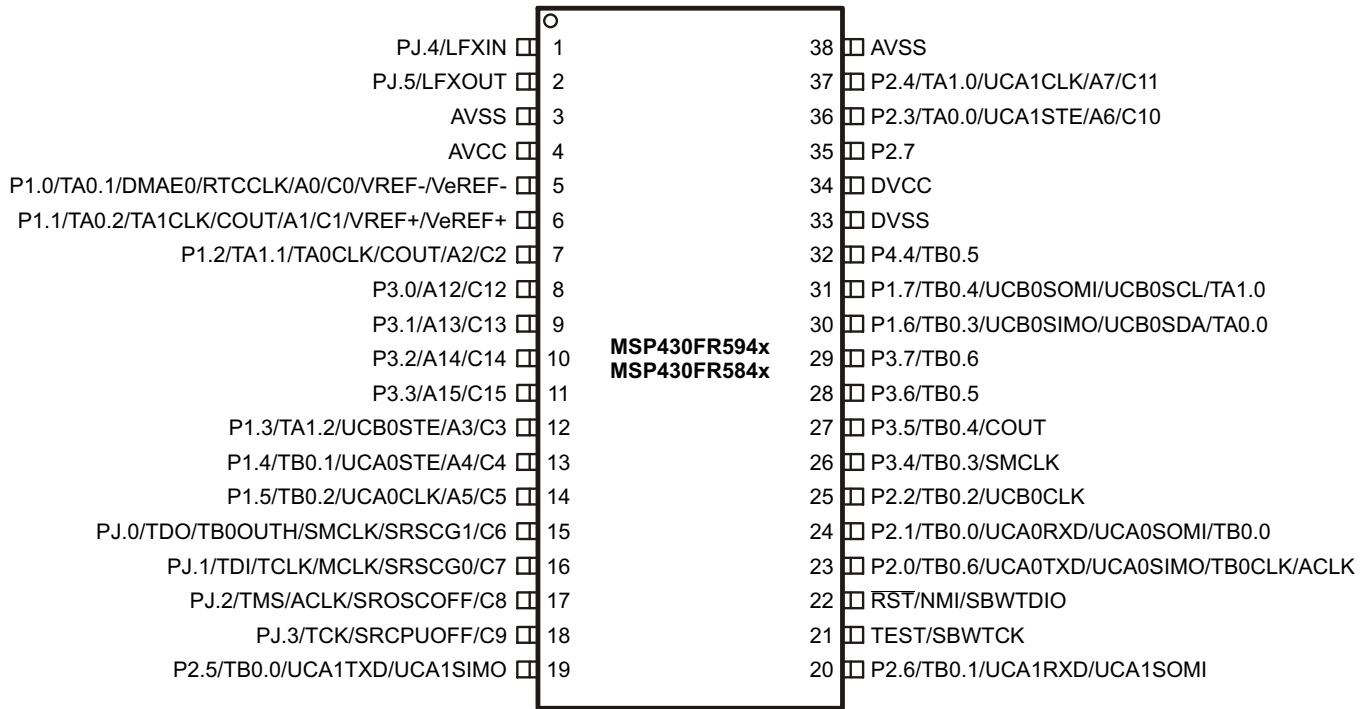 PJ.4/LFXIN 1 38 AVSS
PJ.5/LFXOUT 2 37 P2.4/TA1.0/UCA1CLK/A7/C11
AVSS 3 36 P2.3/TA0.0/UCA1STE/A6/C10
AVCC 4 35 P2.7
P1.0/TA0.1/DMAE0/RTCCLK/A0/C0/VREF-/VeREF- 5 34 DVCC
P1.1/TA0.2/TA1CLK/COUT/A1/C1/VREF+/VeREF+ 6 33 DVSS
P1.2/TA1.1/TA0CLK/COUT/A2/C2 7 32 P4.4/TB0.5
P3.0/A12/C12 8 31 P1.7/TB0.4/UCB0SOMI/UCB0SCL/TA1.0
P3.1/A13/C13 9 30 P1.6/TB0.3/UCB0SIMO/UCB0SDA/TA0.0
MSP430FR594x
P3.2/A14/C14 10 29 P3.7/TB0.6
MSP430FR584x
P3.3/A15/C15 11 28 P3.6/TB0.5
P1.3/TA1.2/UCB0STE/A3/C3 12 27 P3.5/TB0.4/COUT
P1.4/TB0.1/UCA0STE/A4/C4 13 26 P3.4/TB0.3/SMCLK
P1.5/TB0.2/UCA0CLK/A5/C5 14 25 P2.2/TB0.2/UCB0CLK
PJ.0/TDO/TB0OUTH/SMCLK/SRSCG1/C6 15 24 P2.1/TB0.0/UCA0RXD/UCA0SOMI/TB0.0
PJ.1/TDI/TCLK/MCLK/SRSCG0/C7 16 23 P2.0/TB0.6/UCA0TXD/UCA0SIMO/TB0CLK/ACLK
PJ.2/TMS/ACLK/SROSCOFF/C8 17 22 RST/NMI/SBWTDIO
PJ.3/TCK/SRCPUOFF/C9 18 21 TEST/SBWTCK
P2.5/TB0.0/UCA1TXD/UCA1SIMO 19 20 P2.6/TB0.1/UCA1RXD/UCA1SOMI